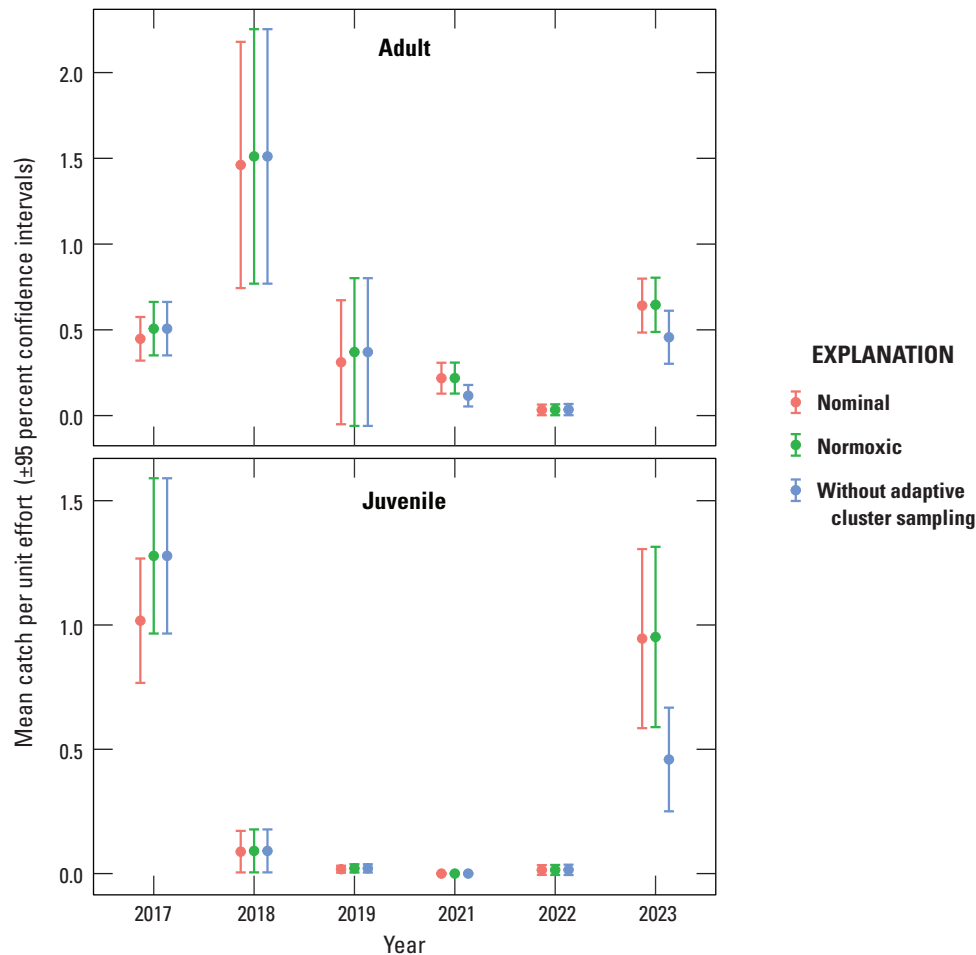 Adult
2.0
1.5
1.0
0.5
0.0
Juvenile
1.5
1.0
0.5
0.0
Mean catch per unit effort (±95 percent confidence intervals)
2017 2018 2019 2021 2022 2023
Year
EXPLANATION
Nominal
Normoxic
Without adaptive
cluster sampling